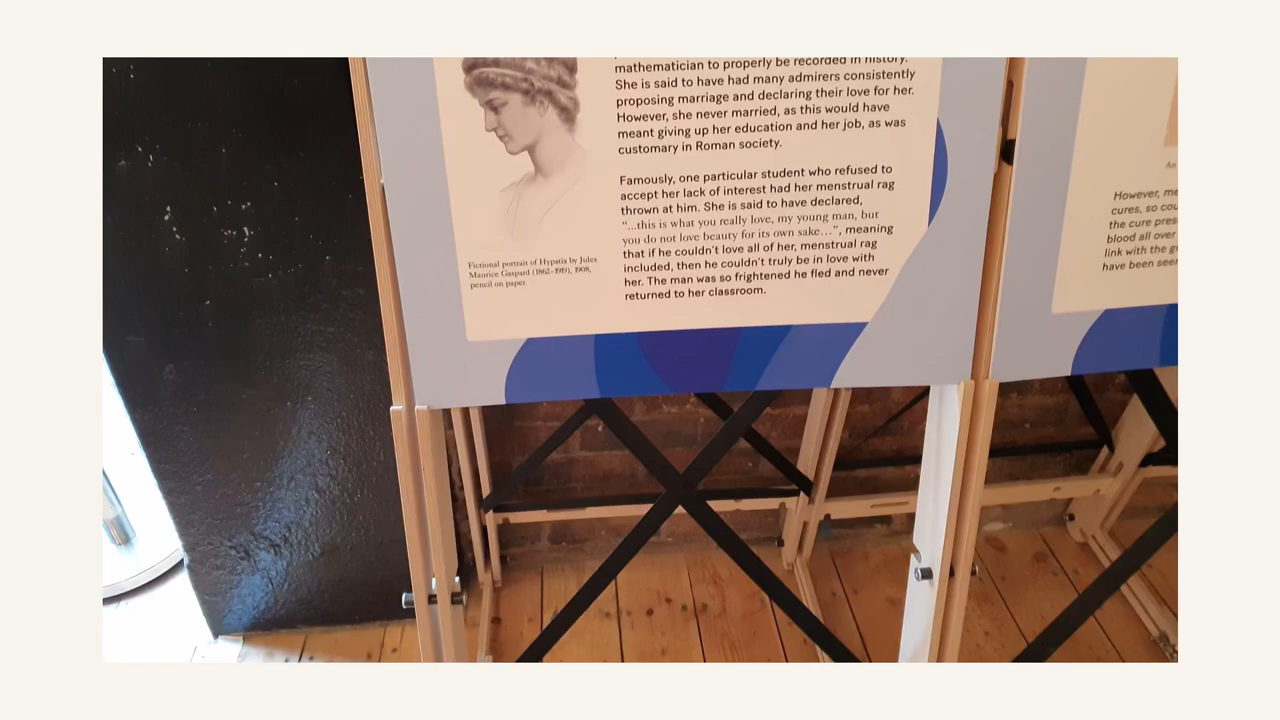 mathematician to properly be recorded in history.
She is said to have had many admirers consistently
proposing marriage and declaring their love for her.
However, she never married, as this would have
meant giving up her education and her job, as was
customary in Roman society.
Famously, one particular student who refused to
accept her lack of interest had her menstrual rag
thrown at him. She is said to have declared,
“...this is what you really love, my young man, but
you do not love beauty for its own sake...”, meaning
that if he couldn’t love all of her, menstrual rag
included, then he couldn’t truly be in love with
her. The man was so frightened he fled and never
returned to her classroom.
Fictional portrait of Hypatia by Jules
Maurice Gaspard (1862–1919), 1908,
pencil on paper.
However, me
cures, so cou
the cure pres
blood all over
link with the g
have been see